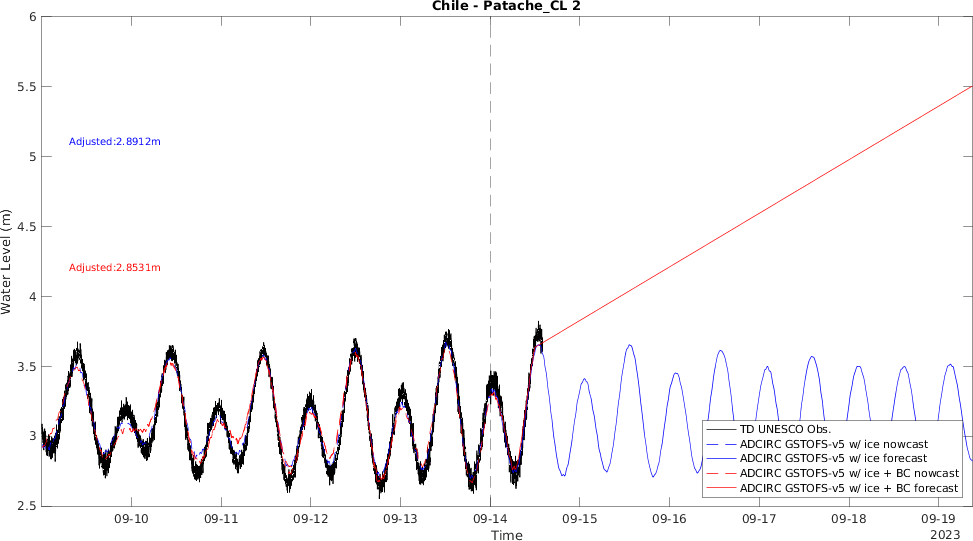 Chile - Patache_CL 2
6
5.5
5
4.5
4
3.5
3
2.5
Water Level (m)
Adjusted:2.8912m
Adjusted:2.8531m
TD UNESCO Obs.
ADCIRC GSTOFS-v5 w/ ice nowcast
ADCIRC GSTOFS-v5 w/ ice forecast
ADCIRC GSTOFS-v5 w/ ice + BC nowcast
ADCIRC GSTOFS-v5 w/ ice + BC forecast
09-10 09-11 09-12 09-13 09-14 09-15 09-16 09-17 09-18 09-19
Time
2023